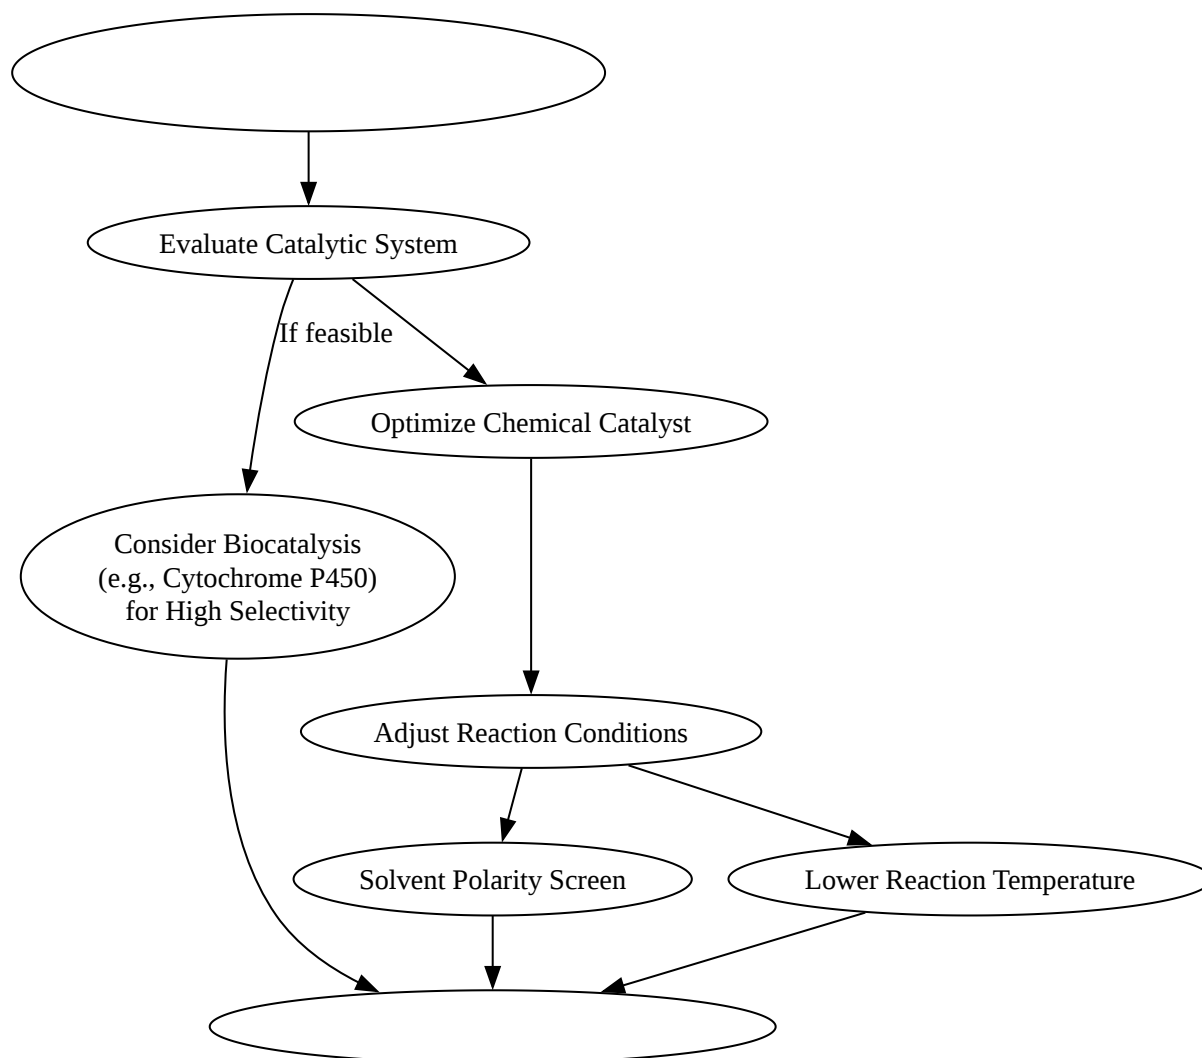 Evaluate Catalytic System
If feasible
Optimize Chemical Catalyst
Consider Biocatalysis
(e.g., Cytochrome P450)
for High Selectivity
Adjust Reaction Conditions
Solvent Polarity Screen
Lower Reaction Temperature